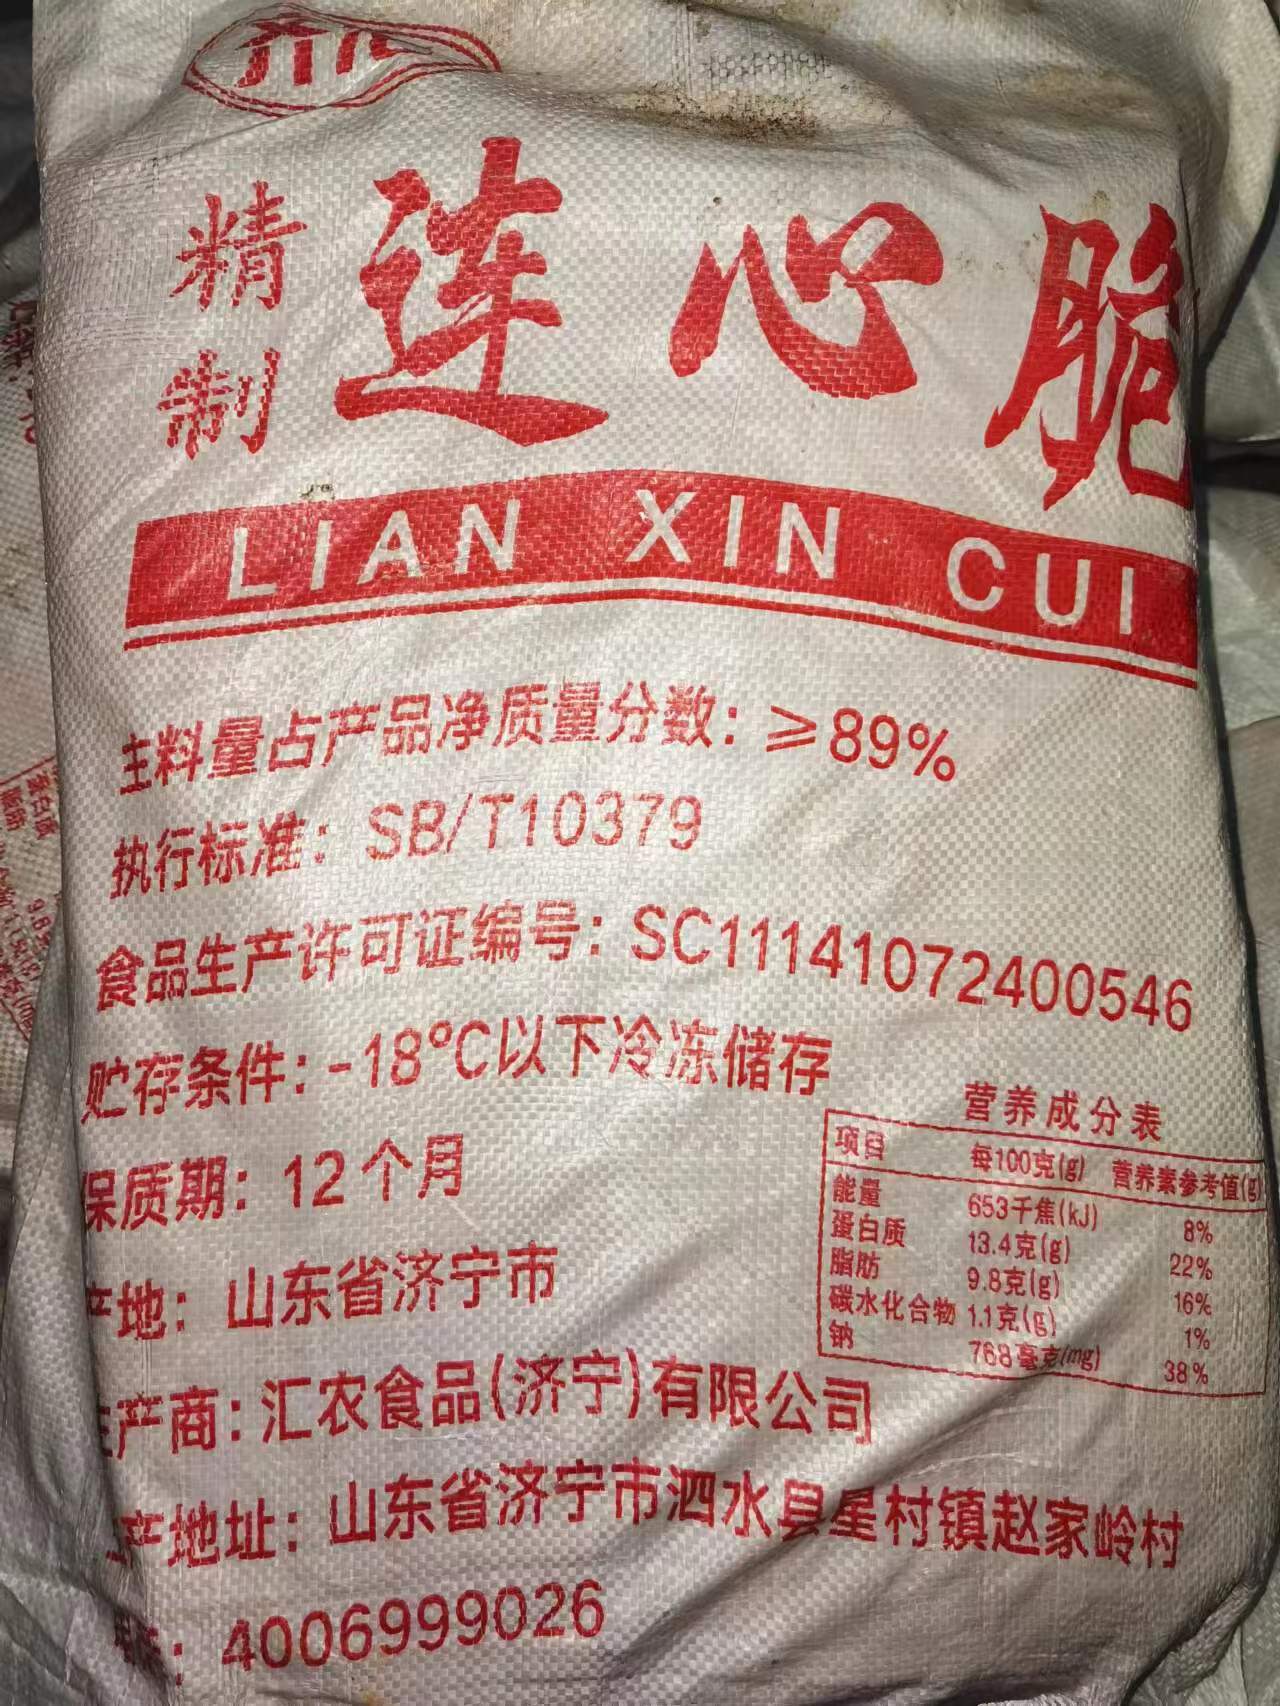 精制
连心脆
LIAN XIN CUI
主料量占产品净质量分数：≥89%
执行标准：SB/T10379
食品生产许可证编号：SC11141072400546
贮存条件：-18℃以下冷冻储存
保质期：12个月
产地：山东省济宁市
生产商：汇农食品(济宁)有限公司
产地址：山东省济宁市泗水县星村镇赵家岭村
：4006999026
营养成分表
项目 每100克(g) 营养素参考值(g)
能量 653千焦(kJ) 8%
蛋白质 13.4克(g) 22%
脂肪 9.8克(g) 16%
碳水化合物 1.1克(g) 1%
钠 768毫克(mg) 38%